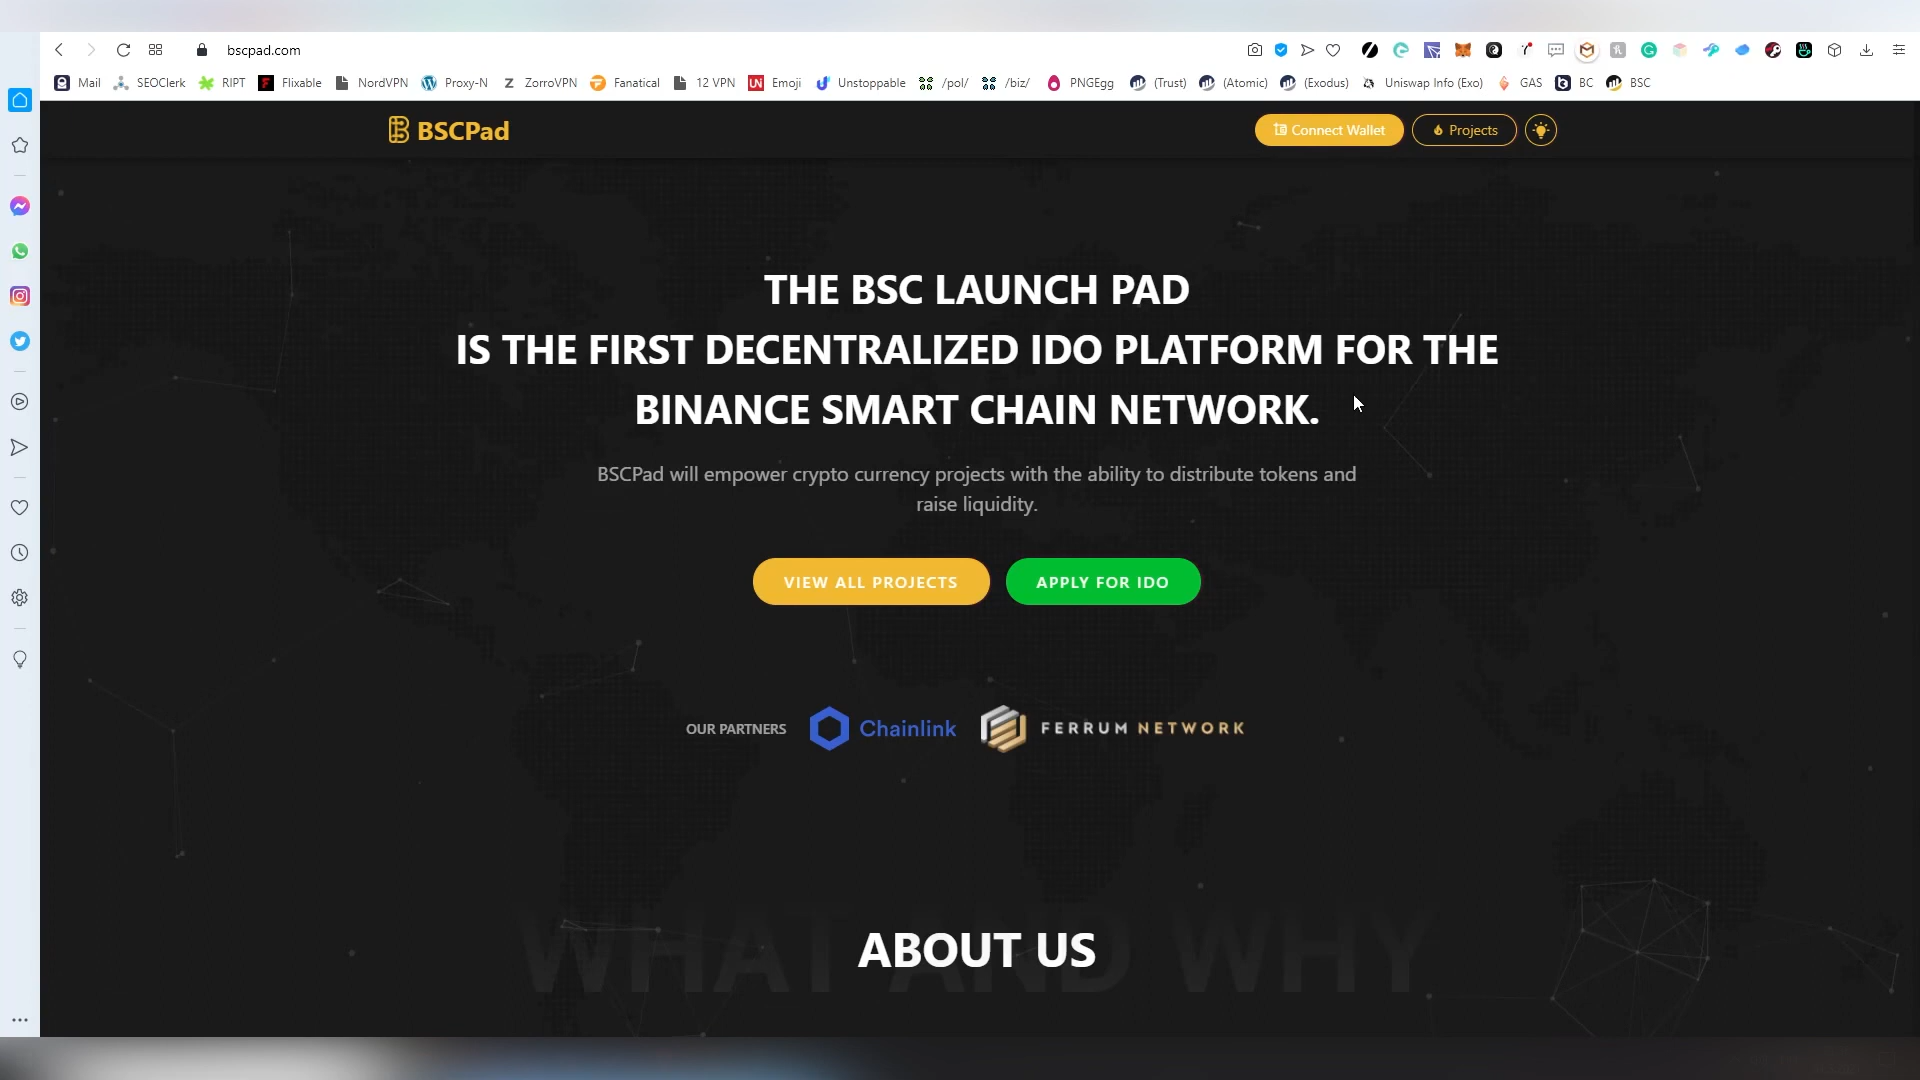 bscpad.com
Mail SEOClerk RIPT Flixable NordVPN Proxy-N ZorroVPN Fanatical 12 VPN Emoji Unstoppable /pol/ /biz/ PNGEgg (Trust) (Atomic) (Exodus) Uniswap Info (Exo) GAS BC BSC
BSCPad
Connect Wallet
Projects
THE BSC LAUNCH PAD
IS THE FIRST DECENTRALIZED IDO PLATFORM FOR THE
BINANCE SMART CHAIN NETWORK.
BSCPad will empower crypto currency projects with the ability to distribute tokens and
raise liquidity.
VIEW ALL PROJECTS
APPLY FOR IDO
OUR PARTNERS
Chainlink
FERRUM NETWORK
WHAT AND WHY
ABOUT US